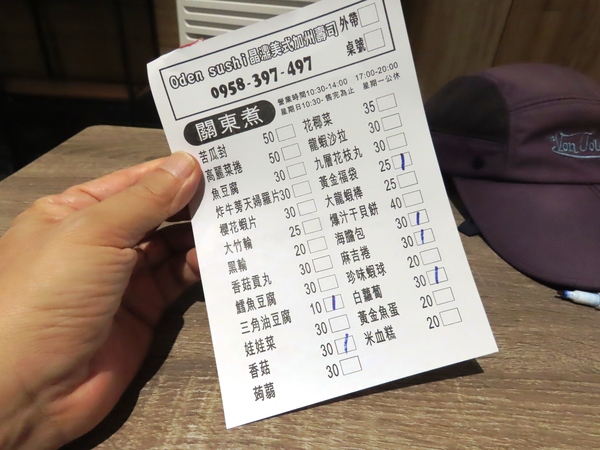 Oden sushi晶濃美式加州壽司 外帶
0958-397-497 桌號
關東煮
營業時間10:30-14:00 17:00-20:00
星期日10:30- 售完為止 星期一公休
苦瓜封 50
高麗菜捲 50
魚豆腐 30
炸牛蒡天婦羅片30
櫻花蝦片 30
大竹輪 25
黑輪 20
香菇貢丸 30
鱈魚豆腐 30
三角油豆腐 10
娃娃菜 30
香菇 30
蒟蒻 30
花椰菜 35
龍蝦沙拉 30
九層花枝丸 30
黃金福袋 25
大龍蝦棒 25
爆汁干貝餅 40
海膽包 30
麻吉捲 30
珍味蝦球 20
白蘿蔔 30
黃金魚蛋 20
米血糕 20
Von